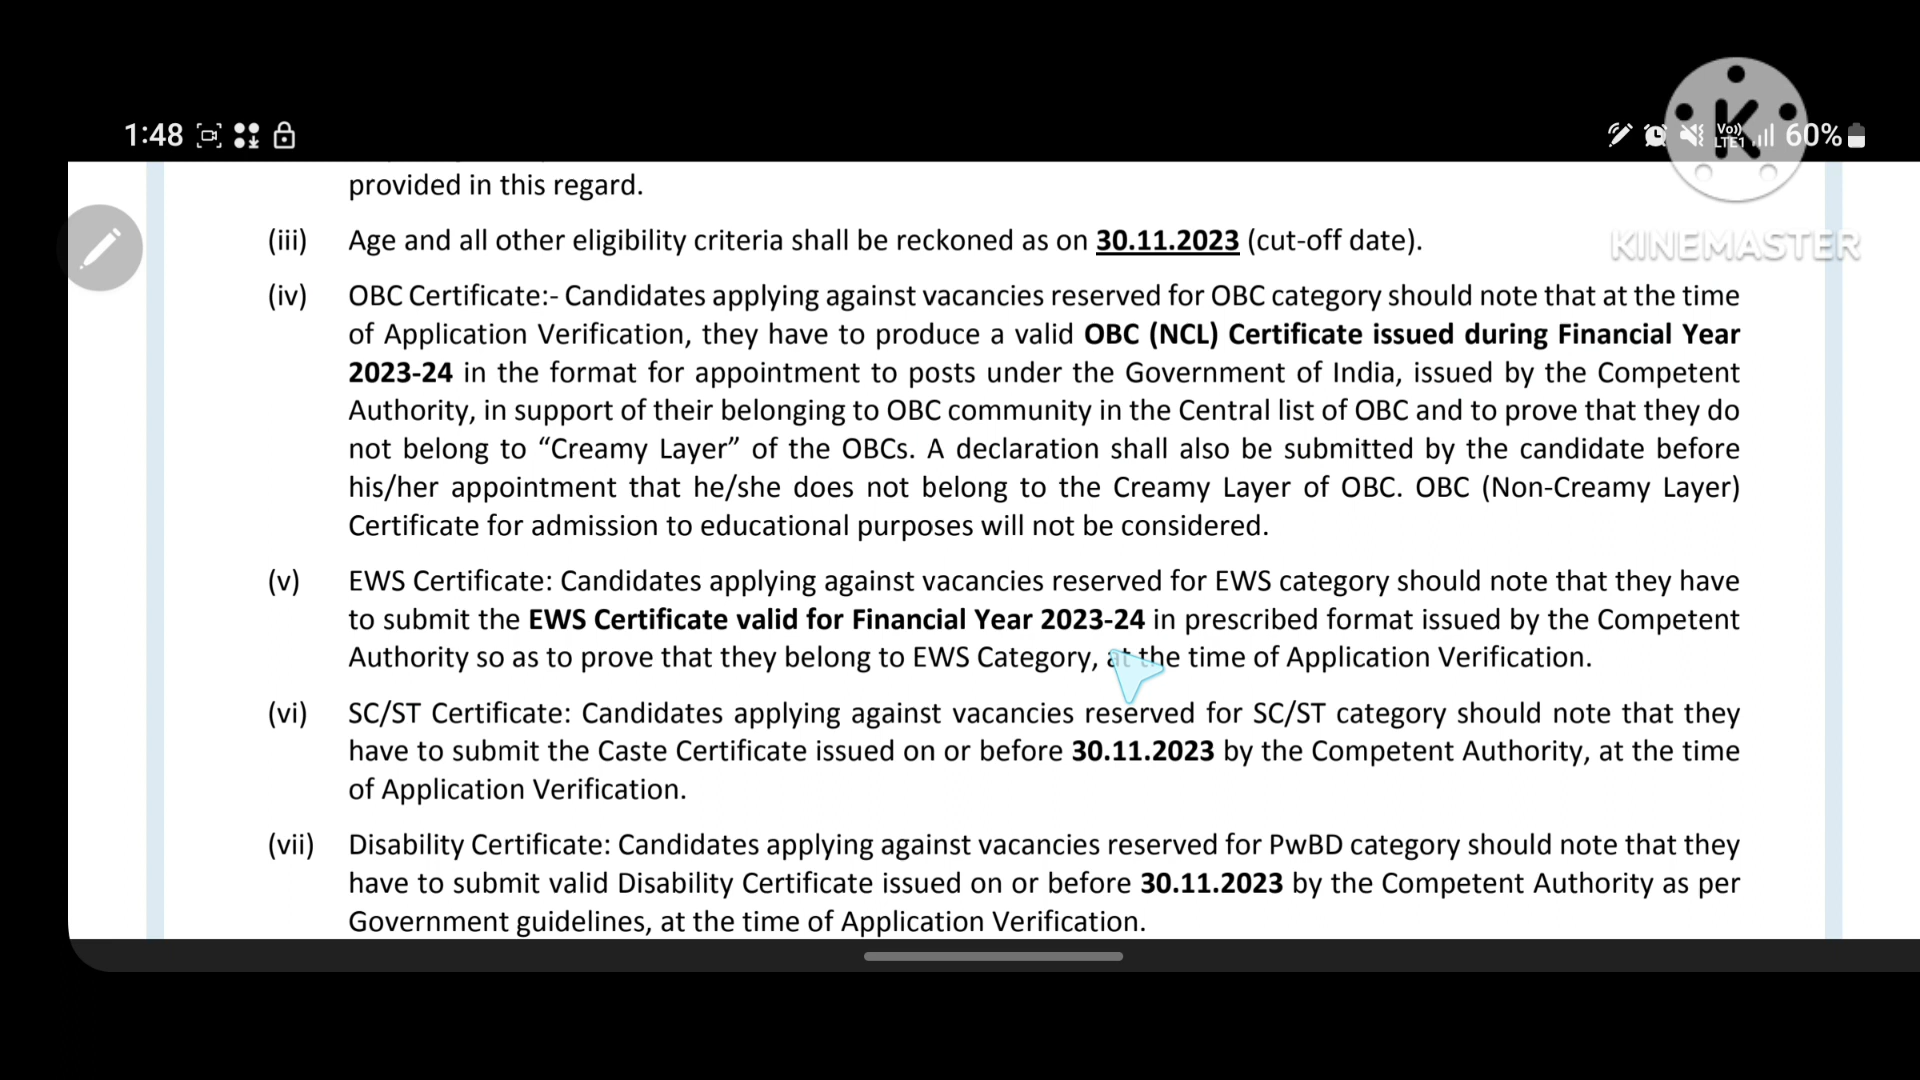 1:48
Vo))
LTE1
60%
K
KINEMASTER
provided in this regard.
(iii) Age and all other eligibility criteria shall be reckoned as on 30.11.2023 (cut-off date).
(iv) OBC Certificate:- Candidates applying against vacancies reserved for OBC category should note that at the time
of Application Verification, they have to produce a valid OBC (NCL) Certificate issued during Financial Year
2023-24 in the format for appointment to posts under the Government of India, issued by the Competent
Authority, in support of their belonging to OBC community in the Central list of OBC and to prove that they do
not belong to “Creamy Layer” of the OBCs. A declaration shall also be submitted by the candidate before
his/her appointment that he/she does not belong to the Creamy Layer of OBC. OBC (Non-Creamy Layer)
Certificate for admission to educational purposes will not be considered.
(v) EWS Certificate: Candidates applying against vacancies reserved for EWS category should note that they have
to submit the EWS Certificate valid for Financial Year 2023-24 in prescribed format issued by the Competent
Authority so as to prove that they belong to EWS Category, at the time of Application Verification.
(vi) SC/ST Certificate: Candidates applying against vacancies reserved for SC/ST category should note that they
have to submit the Caste Certificate issued on or before 30.11.2023 by the Competent Authority, at the time
of Application Verification.
(vii) Disability Certificate: Candidates applying against vacancies reserved for PwBD category should note that they
have to submit valid Disability Certificate issued on or before 30.11.2023 by the Competent Authority as per
Government guidelines, at the time of Application Verification.